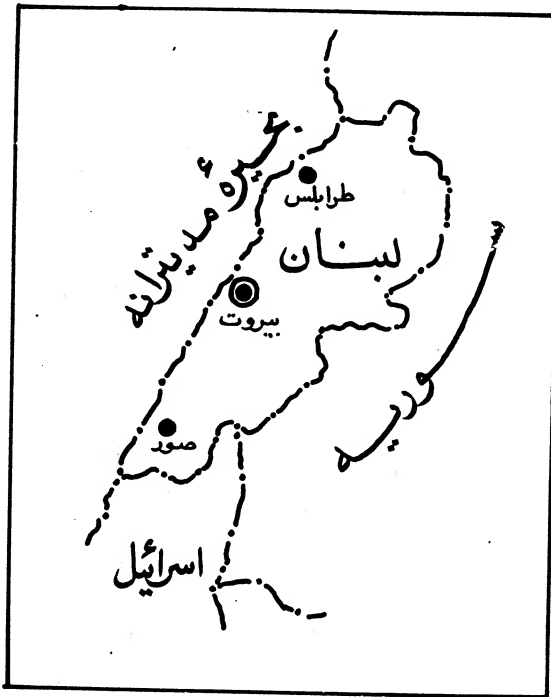 بحیرهٔ مدیترانه
طرابلس
لبنان
بیروت
سوریه
صور
اسرائیل